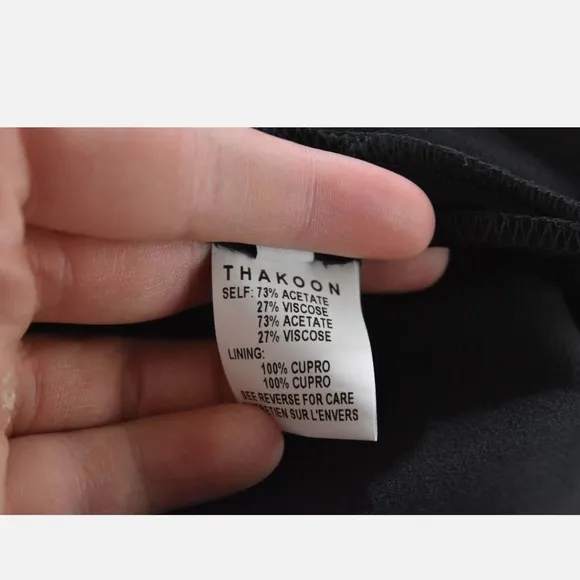 THAKOON
SELF: 73% ACETATE
27% VISCOSE
73% ACETATE
27% VISCOSE
LINING:
100% CUPRO
100% CUPRO
SEE REVERSE FOR CARE
SUR L'ENVERS